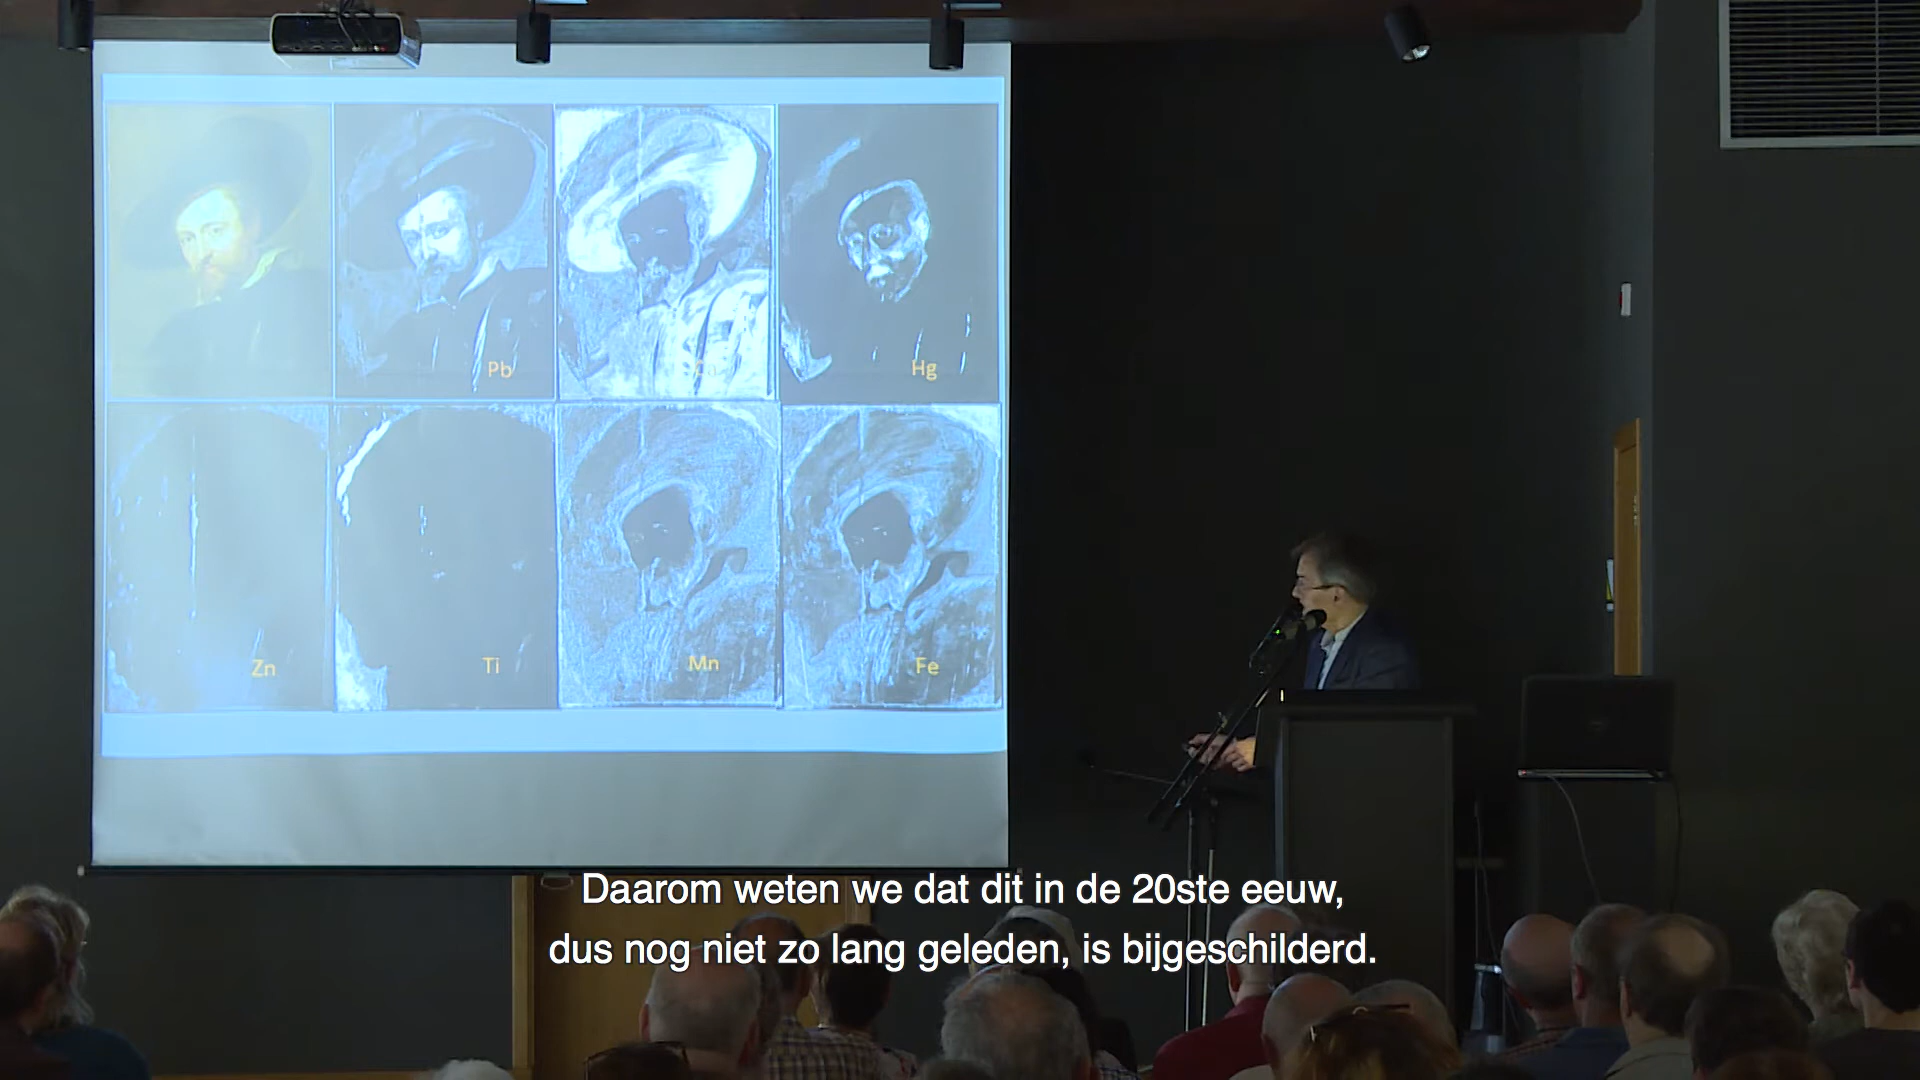 Pb
Hg
Zn
Ti
Mn
Fe
Daarom weten we dat dit in de 20ste eeuw,
dus nog niet zo lang geleden, is bijgeschilderd.